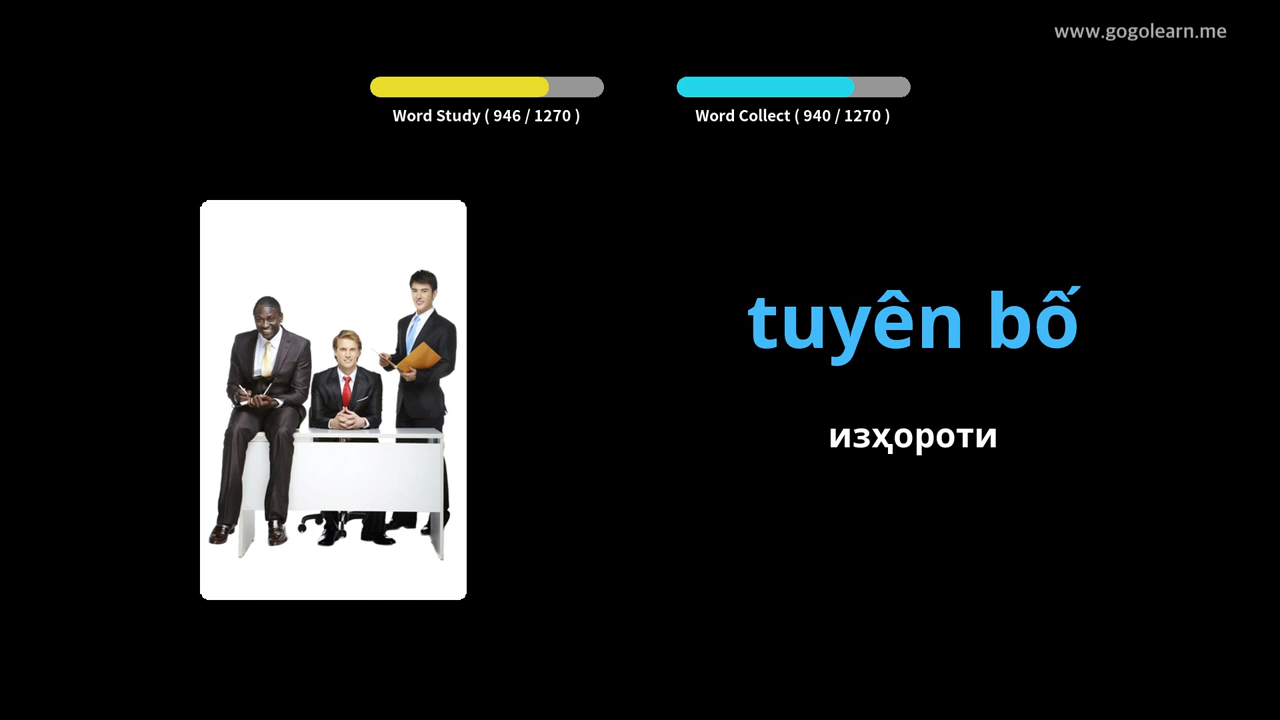 www.gogolearn.me
Word Study ( 946 / 1270 )
Word Collect ( 940 / 1270 )
tuyên bố
изҳороти